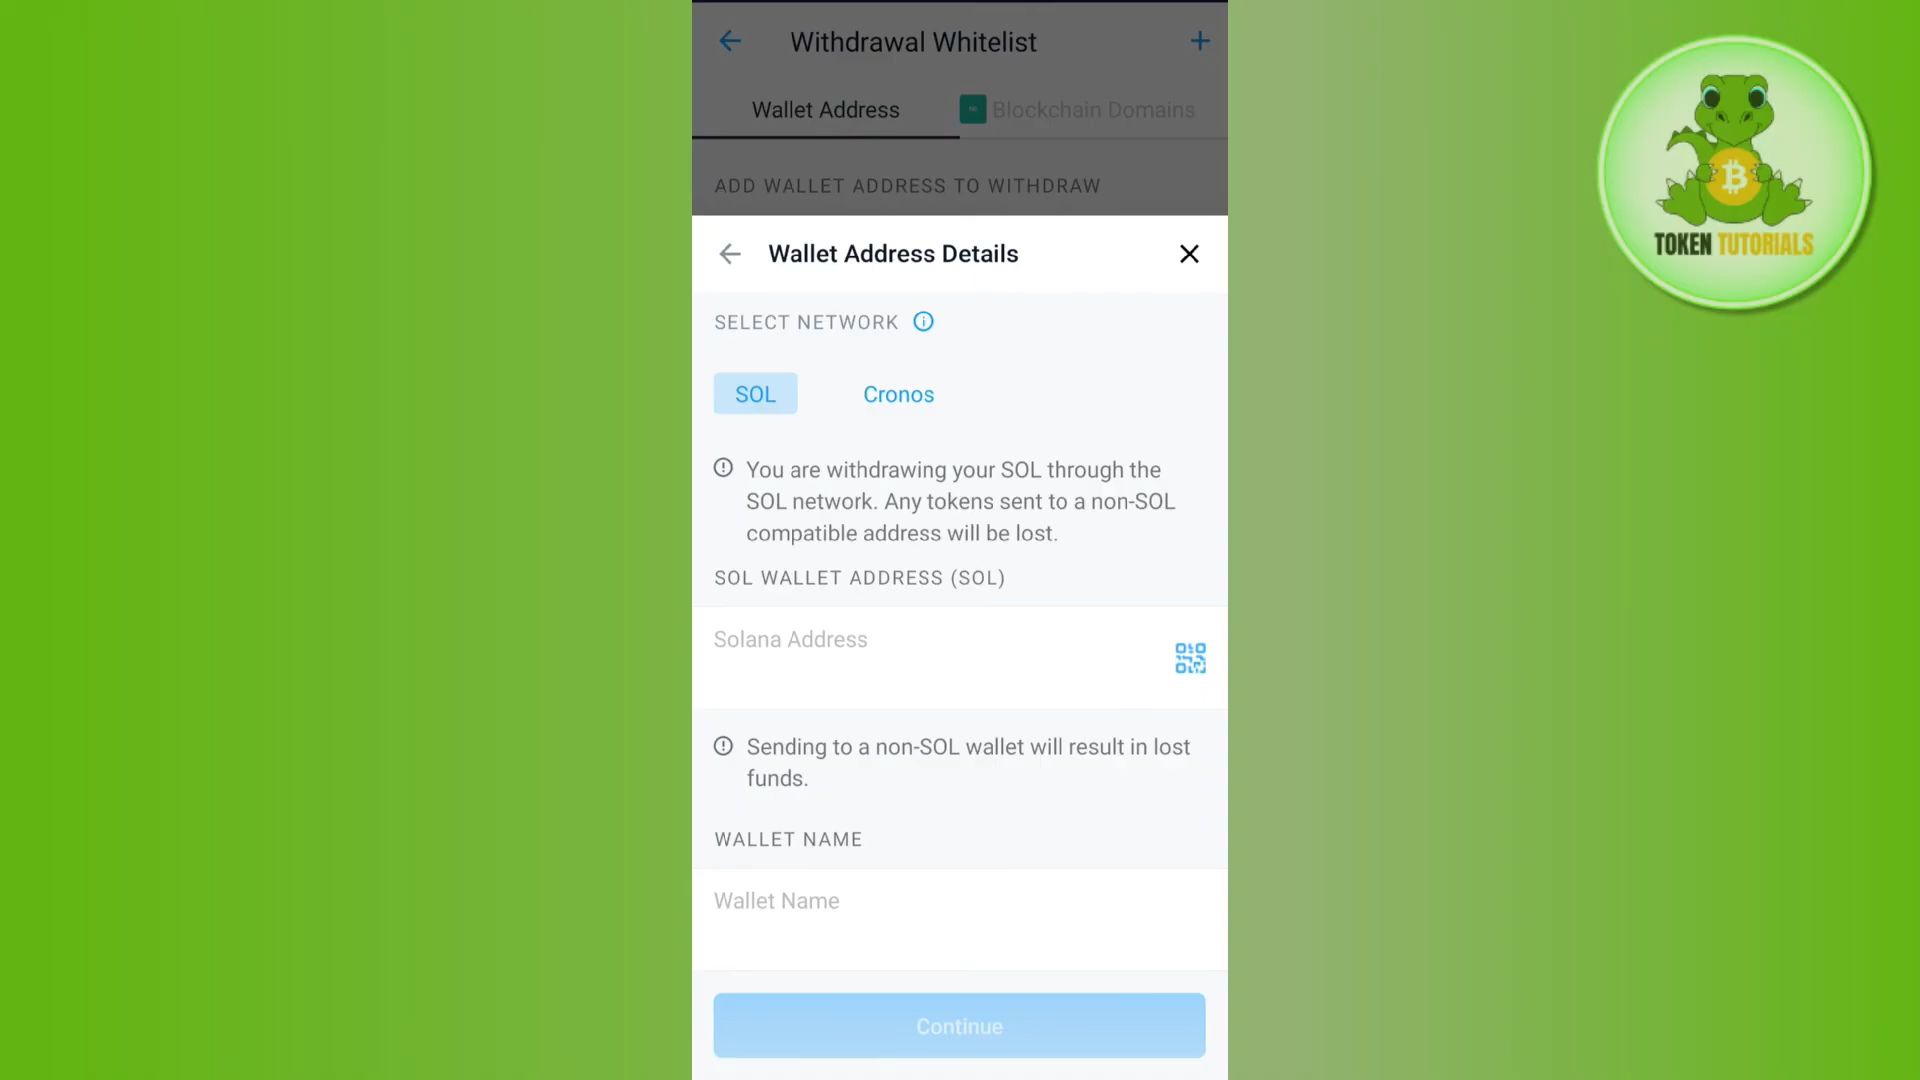 Withdrawal Whitelist
Wallet Address
Blockchain Domains
ADD WALLET ADDRESS TO WITHDRAW
Wallet Address Details
SELECT NETWORK
SOL
Cronos
You are withdrawing your SOL through the
SOL network. Any tokens sent to a non-SOL
compatible address will be lost.
SOL WALLET ADDRESS (SOL)
Solana Address
Sending to a non-SOL wallet will result in lost
funds.
WALLET NAME
Wallet Name
Continue
TOKEN TUTORIALS